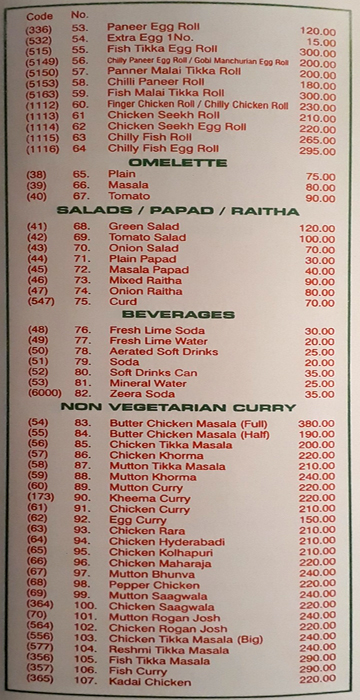 Code No.
(336) 53. Paneer Egg Roll 120.00
(532) 54. Extra Egg 1No. 15.00
(515) 55. Fish Tikka Egg Roll 300.00
(5149) 56. Chilly Paneer Egg Roll / Gobi Manchurian Egg Roll 200.00
(5150) 57. Panner Malai Tikka Roll 200.00
(5153) 58. Chilli Paneer Roll 180.00
(5163) 59. Fish Malai Tikka Roll 300.00
(1112) 60. Finger Chicken Roll / Chilly Chicken Roll 230.00
(1113) 61 Chicken Seekh Roll 210.00
(1114) 62 Chicken Seekh Egg Roll 220.00
(1115) 63 Chilly Fish Roll 265.00
(1116) 64 Chilly Fish Egg Roll 295.00
OMELETTE
(38) 65. Plain 75.00
(39) 66. Masala 80.00
(40) 67. Tomato 90.00
SALADS / PAPAD / RAITHA
(41) 68. Green Salad 120.00
(42) 69. Tomato Salad 100.00
(43) 70. Onion Salad 70.00
(44) 71. Plain Papad 30.00
(45) 72. Masala Papad 40.00
(46) 73. Mixed Raitha 90.00
(47) 74. Onion Raitha 80.00
(547) 75. Curd 70.00
BEVERAGES
(48) 76. Fresh Lime Soda 30.00
(49) 77. Fresh Lime Water 20.00
(50) 78. Aerated Soft Drinks 25.00
(51) 79. Soda 20.00
(52) 80. Soft Drinks Can 35.00
(53) 81. Mineral Water 25.00
(6000) 82. Zeera Soda 35.00
NON VEGETARIAN CURRY
(54) 83. Butter Chicken Masala (Full) 380.00
(55) 84. Butter Chicken Masala (Half) 190.00
(56) 85. Chicken Tikka Masala 200.00
(57) 86. Chicken Khorma 220.00
(58) 87. Mutton Tikka Masala 210.00
(59) 88. Mutton Khorma 240.00
(60) 89. Mutton Curry 220.00
(173) 90. Kheema Curry 220.00
(61) 91. Chicken Curry 210.00
(62) 92. Egg Curry 150.00
(63) 93. Chicken Rara 210.00
(64) 94. Chicken Hyderabadi 210.00
(65) 95. Chicken Kolhapuri 210.00
(66) 96. Chicken Maharaja 220.00
(67) 97. Mutton Bhunva 240.00
(68) 98. Pepper Chicken 220.00
(69) 99. Mutton Saagwala 240.00
(364) 100. Chicken Saagwala 220.00
(70) 101. Mutton Rogan Josh 240.00
(564) 102. Chicken Rogan Josh 220.00
(556) 103. Chicken Tikka Masala (Big) 240.00
(577) 104. Reshmi Tikka Masala 240.00
(356) 105. Fish Tikka Masala 290.00
(357) 106. Fish Curry 290.00
(365) 107. Kadai Chicken 220.00